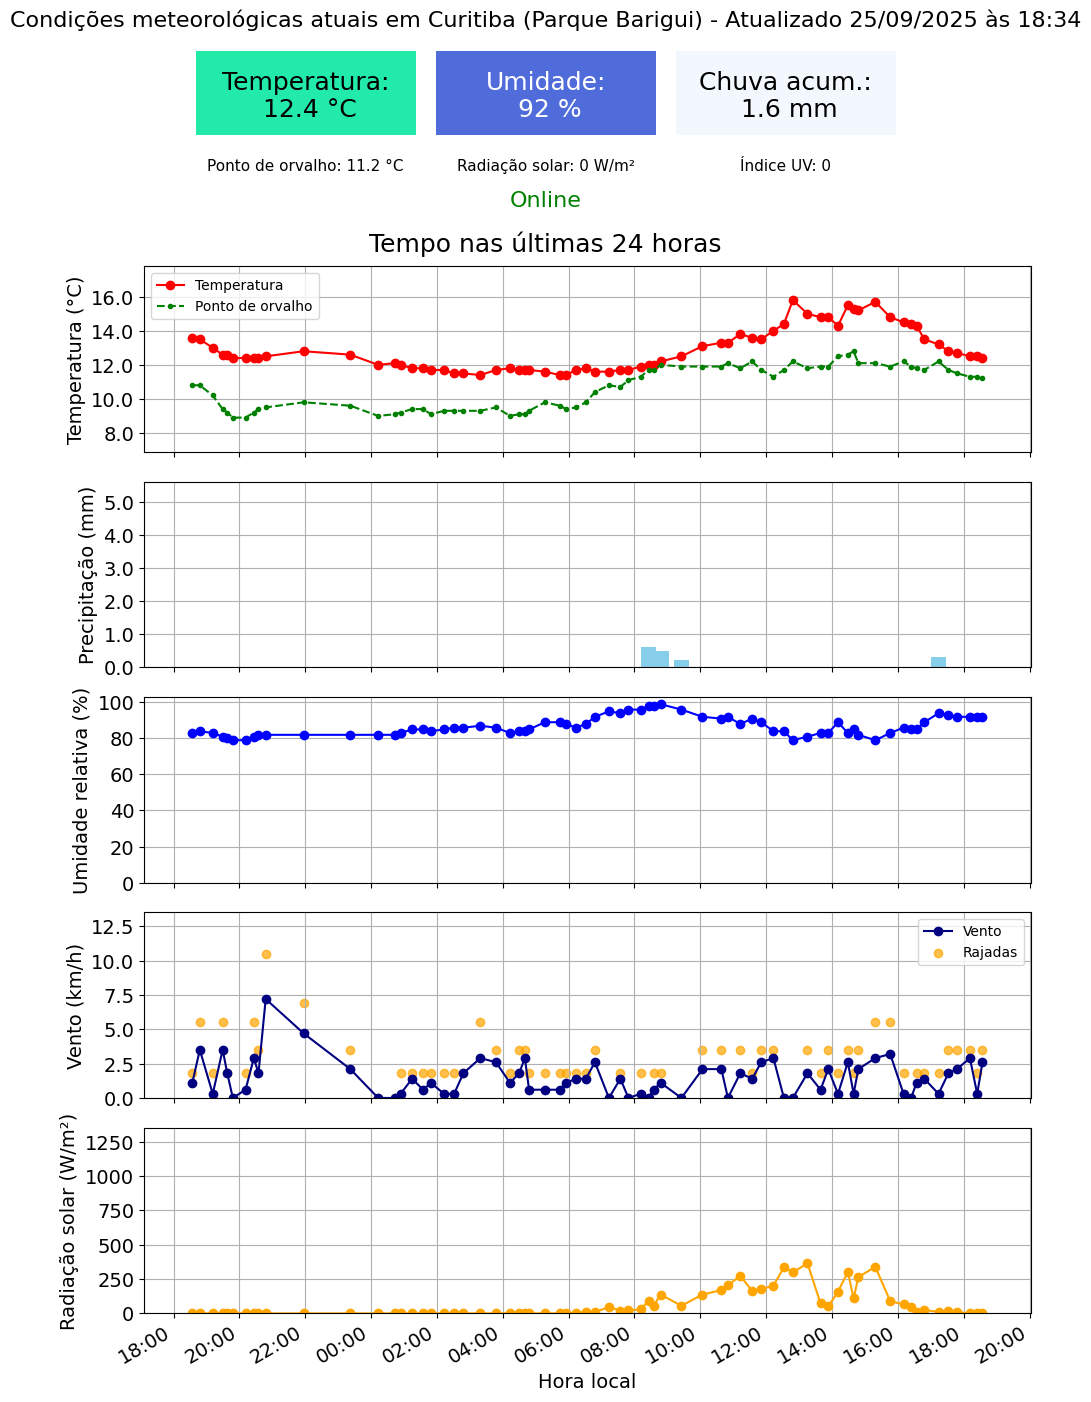 Condições meteorológicas atuais em Curitiba (Parque Barigui) - Atualizado 25/09/2025 às 18:34
Temperatura:
12.4 °C
Umidade:
92 %
Chuva acum.:
1.6 mm
Ponto de orvalho: 11.2 °C
Radiação solar: 0 W/m²
Índice UV: 0
Online
Tempo nas últimas 24 horas
Temperatura (°C)
16.0
14.0
12.0
10.0
8.0
Temperatura
Ponto de orvalho
Precipitação (mm)
5.0
4.0
3.0
2.0
1.0
0.0
Umidade relativa (%)
100
80
60
40
20
0
Vento (km/h)
12.5
10.0
7.5
5.0
2.5
0.0
Vento
Rajadas
Radiação solar (W/m²)
1250
1000
750
500
250
0
18:00
20:00
22:00
00:00
02:00
04:00
06:00
08:00
10:00
12:00
14:00
16:00
18:00
20:00
Hora local